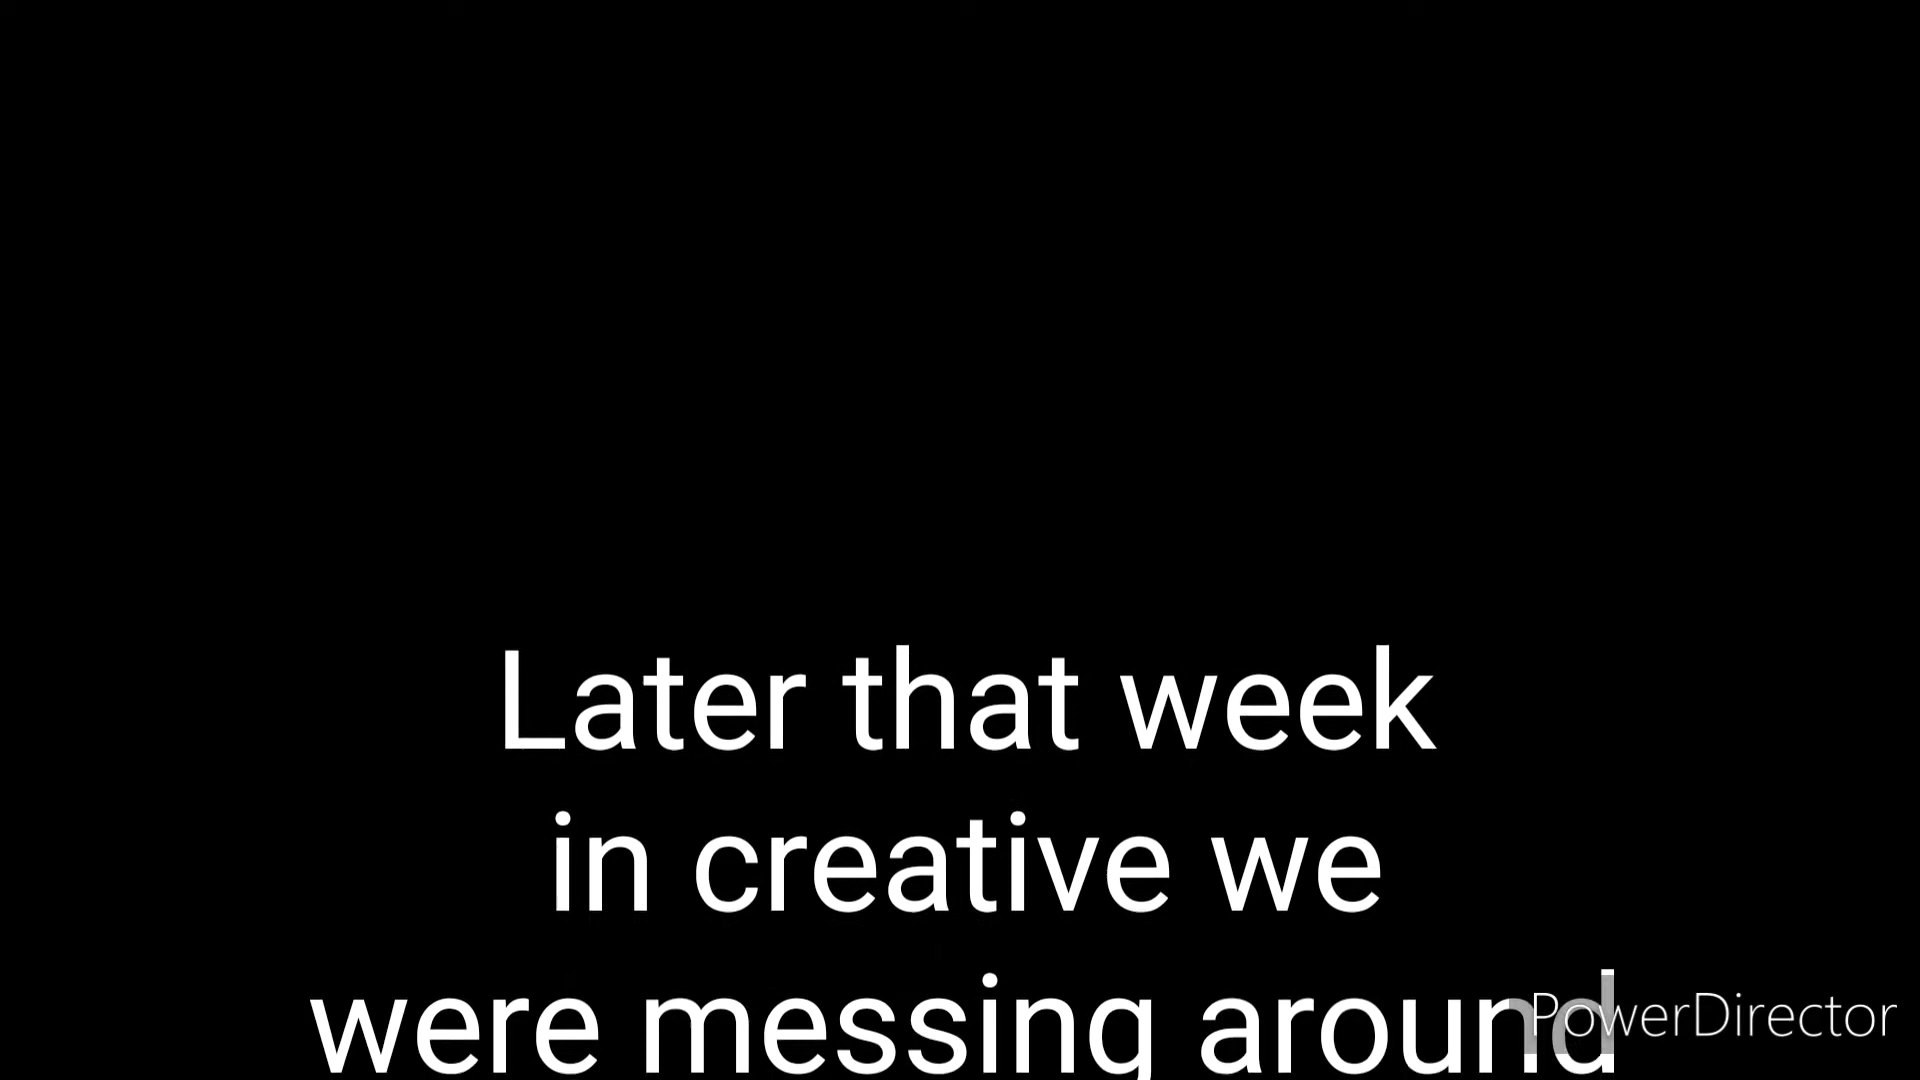 Later that week
in creative we
were messing around
PowerDirector